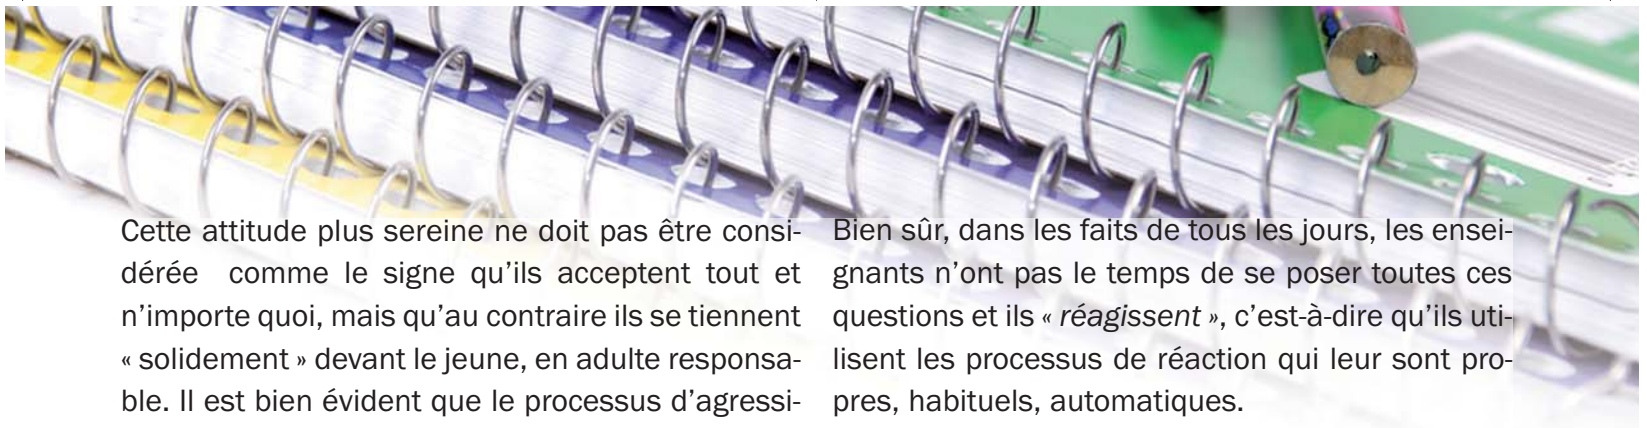 Cette attitude plus sereine ne doit pas être consi-
dérée comme le signe qu'ils acceptent tout et
n'importe quoi, mais qu'au contraire ils se tiennent
« solidement » devant le jeune, en adulte responsa-
ble. Il est bien évident que le processus d'agressi-
Bien sûr, dans les faits de tous les jours, les ensei-
gnants n'ont pas le temps de se poser toutes ces
questions et ils « réagissent », c'est-à-dire qu'ils uti-
lisent les processus de réaction qui leur sont pro-
pres, habituels, automatiques.